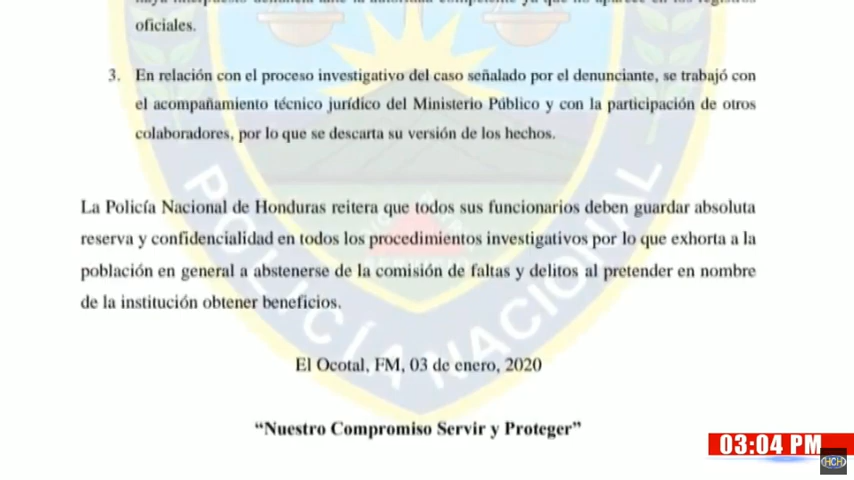 oficiales.
3. En relación con el proceso investigativo del caso señalado por el denunciante, se trabajó con
el acompañamiento técnico jurídico del Ministerio Público y con la participación de otros
colaboradores, por lo que se descarta su versión de los hechos.
La Policía Nacional de Honduras reitera que todos sus funcionarios deben guardar absoluta
reserva y confidencialidad en todos los procedimientos investigativos por lo que exhorta a la
población en general a abstenerse de la comisión de faltas y delitos al pretender en nombre
de la institución obtener beneficios.
POLICÍA NACIONAL
El Ocotal, FM, 03 de enero, 2020
“Nuestro Compromiso Servir y Proteger”
03:04 PM
HCH